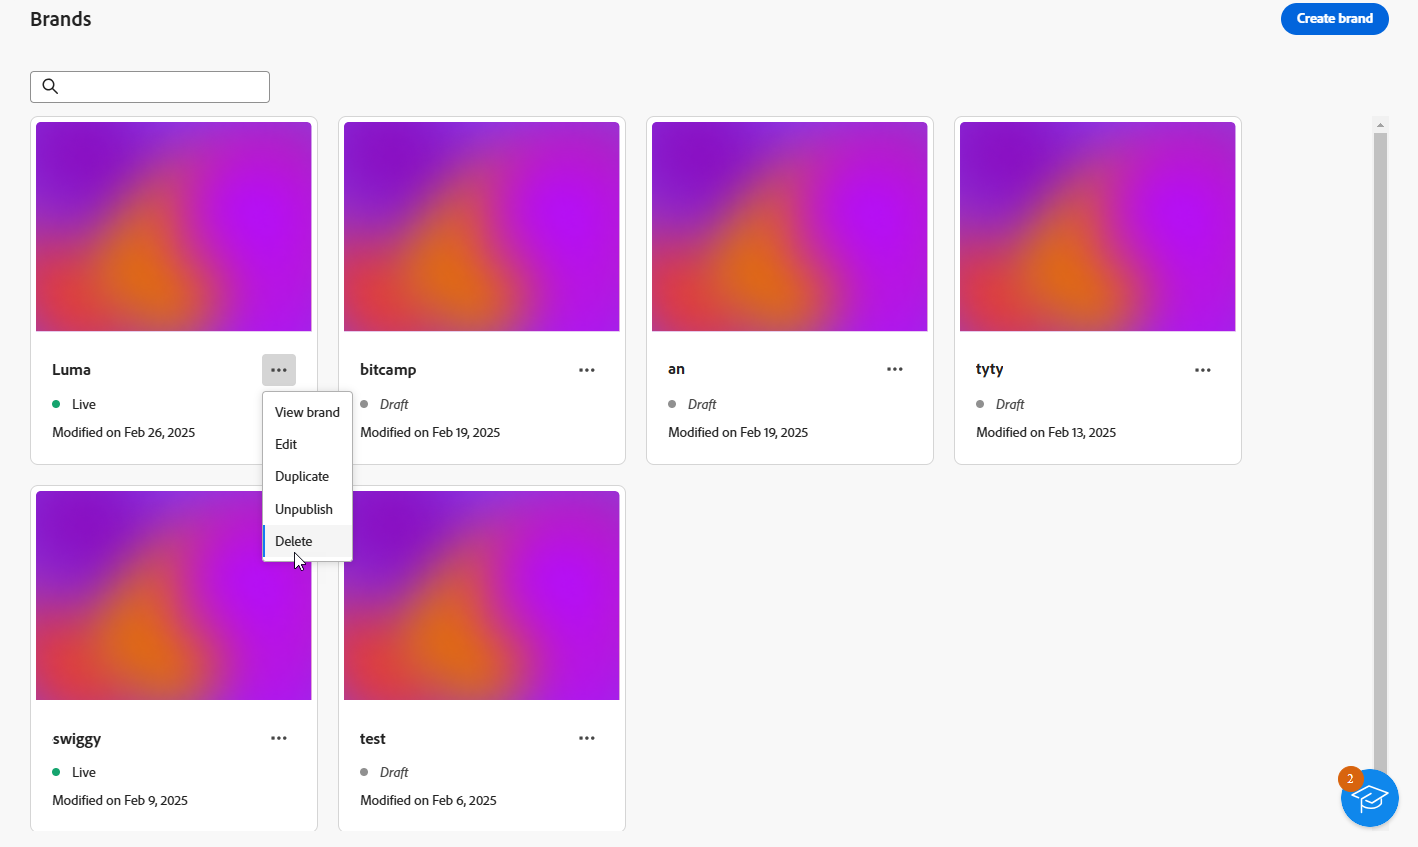 Brands
Create brand
Luma
Live
Modified on Feb 26, 2025
View brand
Edit
Duplicate
Unpublish
Delete
bitcamp
Draft
Modified on Feb 19, 2025
an
Draft
Modified on Feb 19, 2025
tyty
Draft
Modified on Feb 13, 2025
swiggy
Live
Modified on Feb 9, 2025
test
Draft
Modified on Feb 6, 2025
2